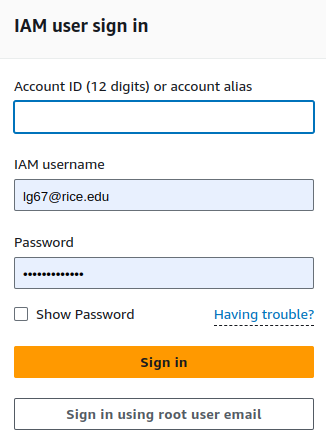 IAM user sign in
Account ID (12 digits) or account alias
IAM username
lg67@rice.edu
Password
•••••••••••••
Show Password Having trouble?
Sign in
Sign in using root user email